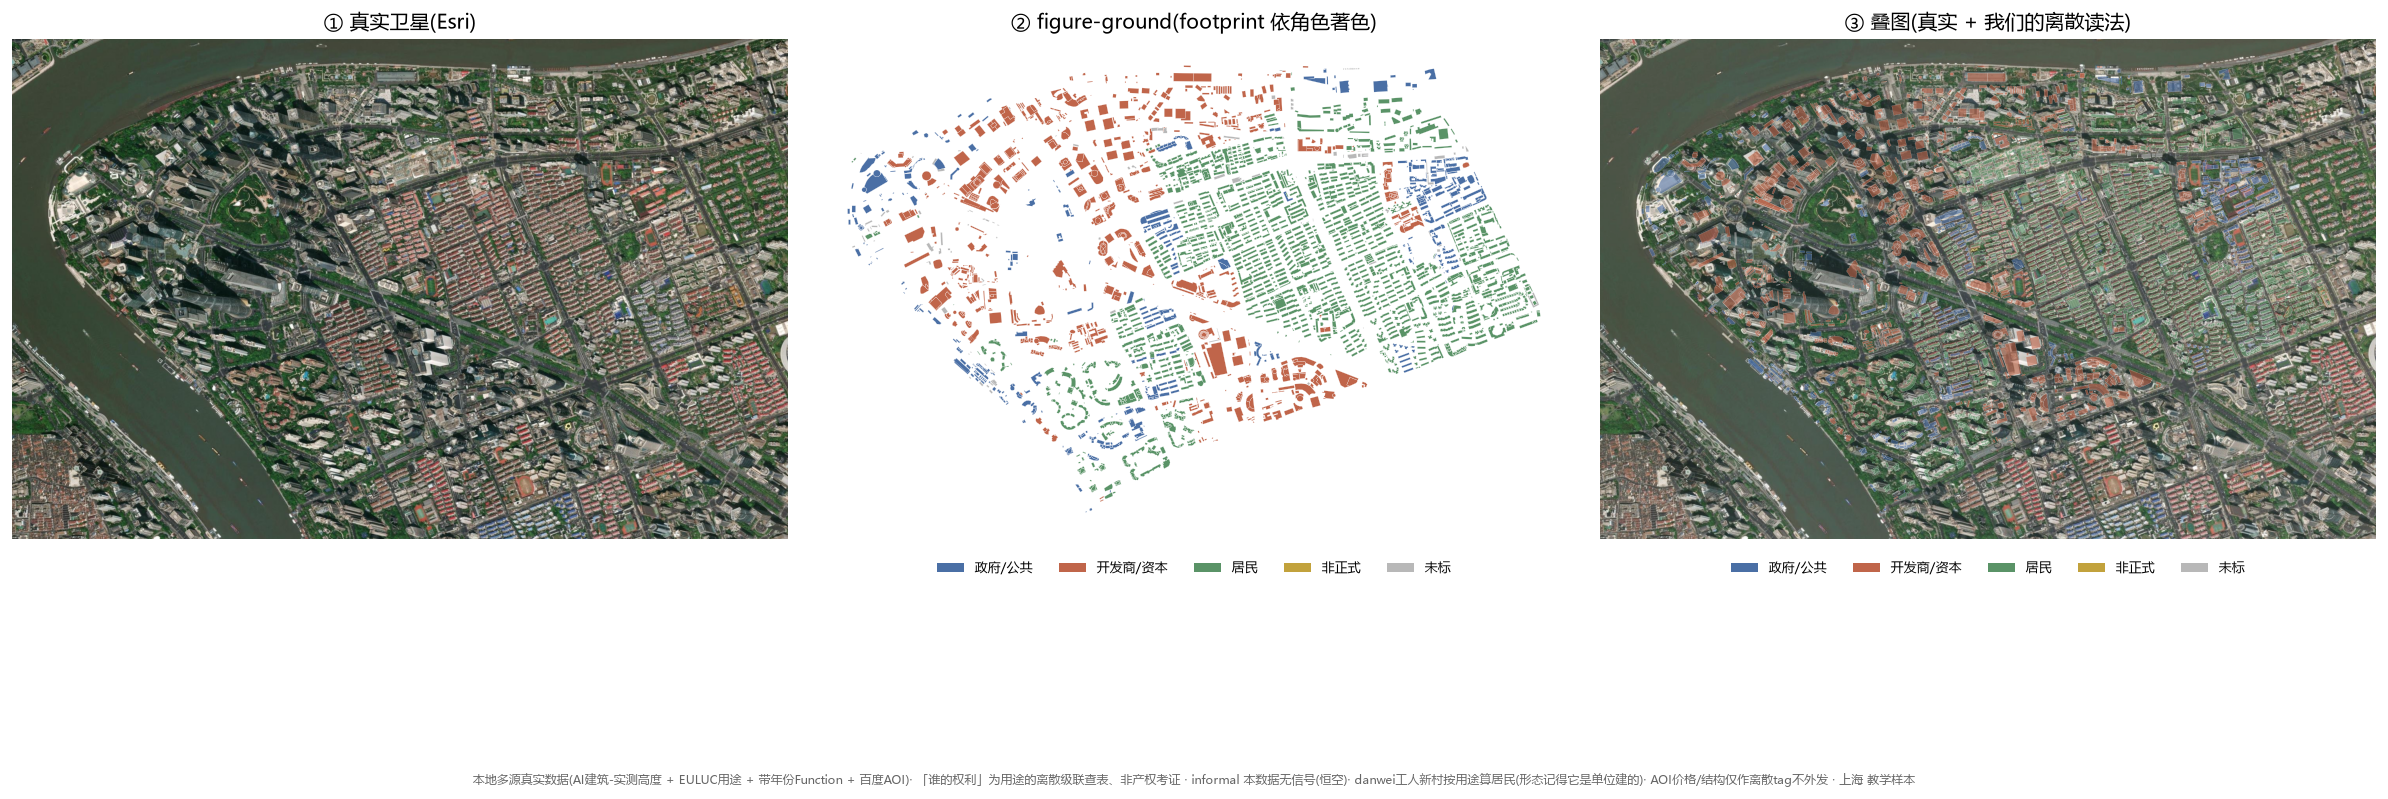 ① 真实卫星(Esri)
② figure-ground(footprint 依角色著色)
③ 叠图(真实 + 我们的离散读法)
政府/公共 开发商/资本 居民 非正式 未标
政府/公共 开发商/资本 居民 非正式 未标
本地多源真实数据(AI建筑-实测高度 + EULUC用途 + 带年份Function + 百度AOI)· 「谁的权利」为用途的离散级联查表、非产权考证 · informal 本数据无信号(恒空)· danwei工人新村按用途算居民(形态记得它是单位建的)· AOI价格/结构仅作离散tag不外发 · 上海 教学样本